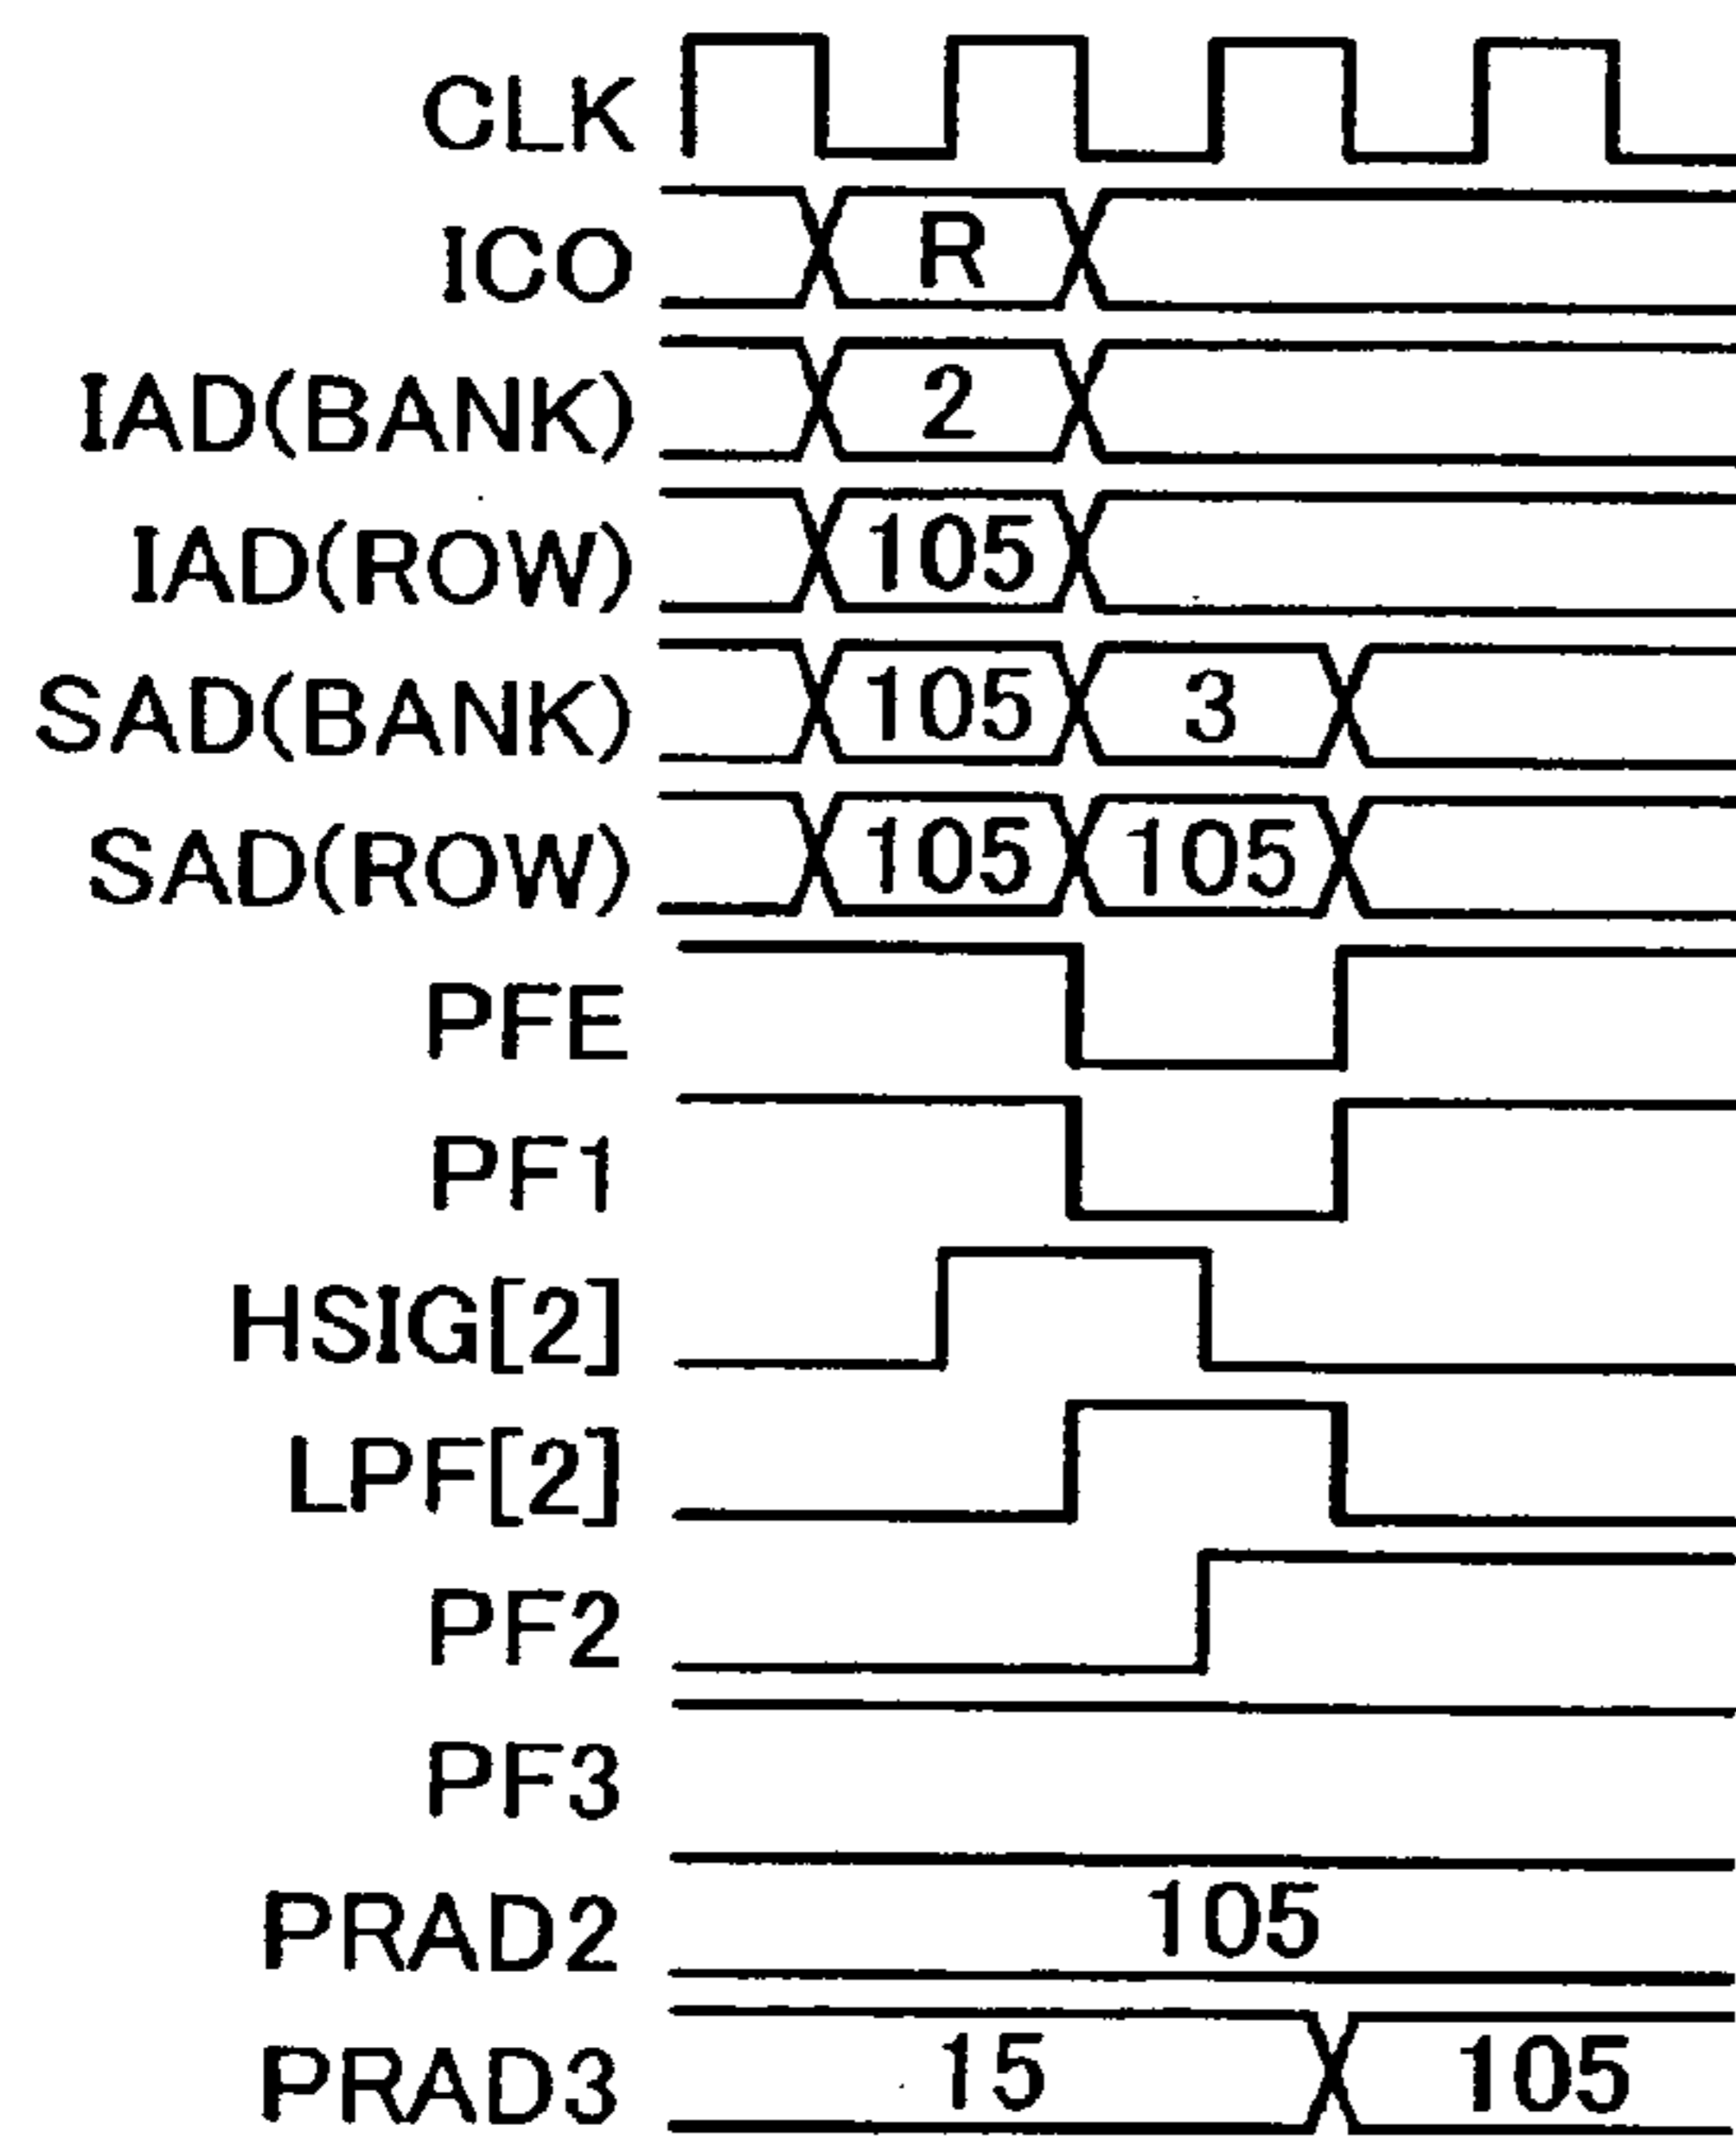 CLK
ICO R
IAD(BANK) 2
IAD(ROW) 105
SAD(BANK) 105 3
SAD(ROW) 105 105
PFE
PF1
HSIG[2]
LPF[2]
PF2
PF3
PRAD2 105
PRAD3 15 105